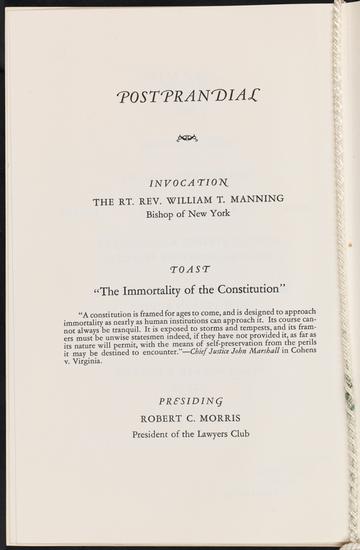 POSTPRANDIAL
INVOCATION
THE RT. REV. WILLIAM T. MANNING
Bishop of New York
TOAST
"The Immortality of the Constitution"
"A constitution is framed for ages to come, and is designed to approach
immortality as nearly as human institutions can approach it. Its course can-
not always be tranquil. It is exposed to storms and tempests, and its fram-
ers must be unwise statesmen indeed, if they have not provided it, as far as
its nature will permit, with the means of self-preservation from the perils
it may be destined to encounter."—Chief Justice John Marshall in Cohens
v. Virginia.
PRESIDING
ROBERT C. MORRIS
President of the Lawyers Club